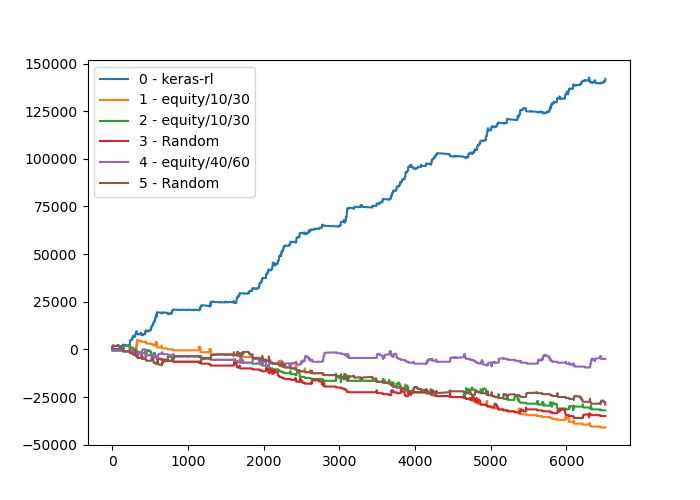 150000
125000
100000
75000
50000
25000
0
−25000
−50000
0 - keras-rl
1 - equity/10/30
2 - equity/10/30
3 - Random
4 - equity/40/60
5 - Random
0 1000 2000 3000 4000 5000 6000